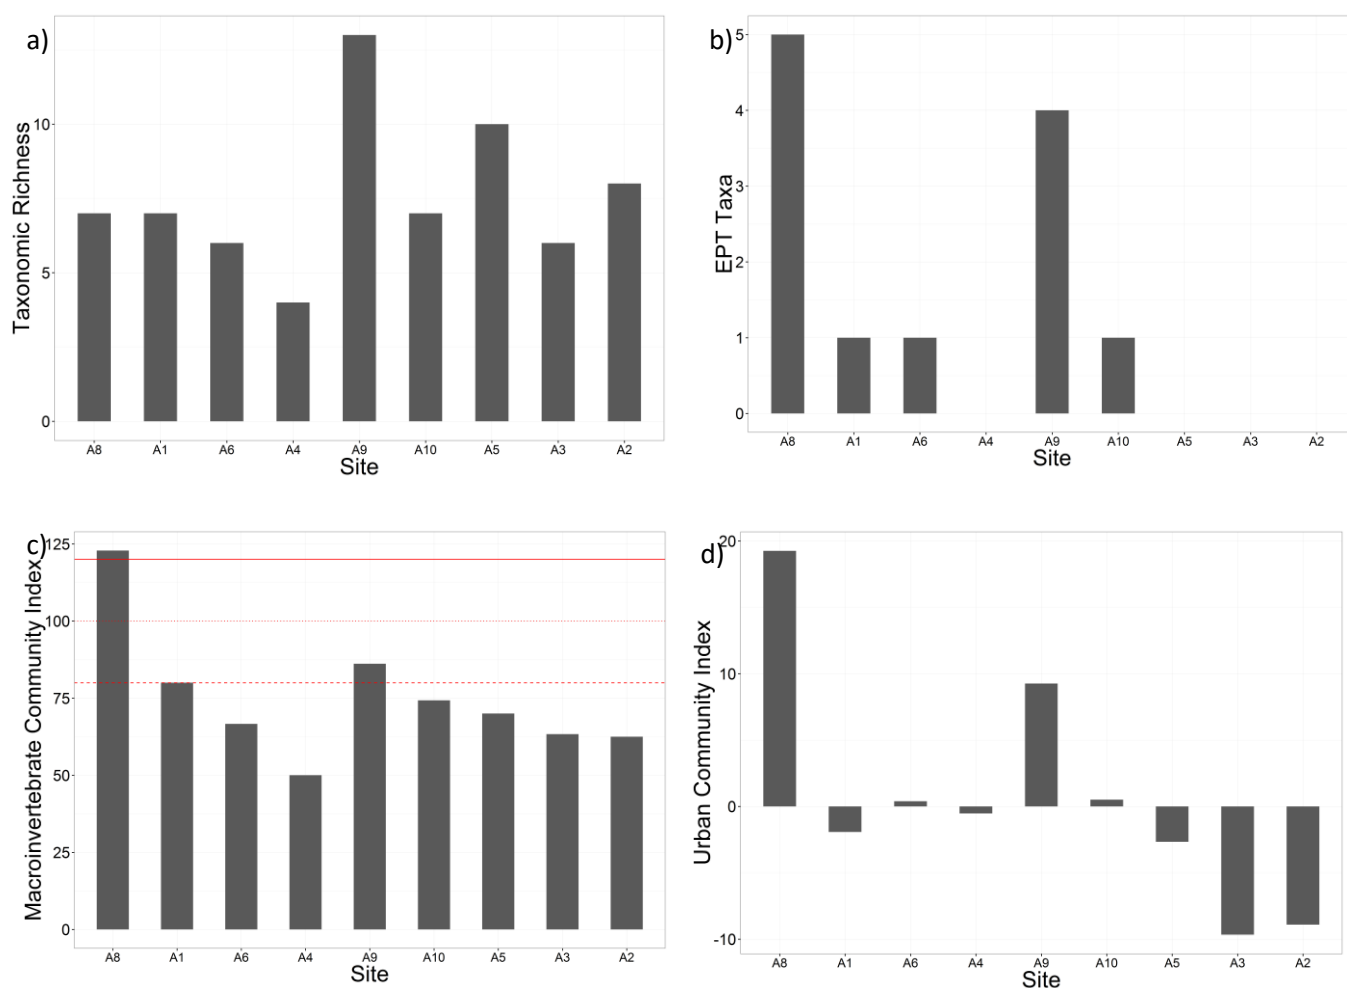 a)
Taxonomic Richness
10
5
0
A8 A1 A6 A4 A9 A10 A5 A3 A2
Site
b)
EPT Taxa
5
4
3
2
1
0
A8 A1 A6 A4 A9 A10 A5 A3 A2
Site
c)
Macroinvertebrate Community Index
125
100
75
50
25
0
A8 A1 A6 A4 A9 A10 A5 A3 A2
Site
d)
Urban Community Index
20
10
0
-10
A8 A1 A6 A4 A9 A10 A5 A3 A2
Site